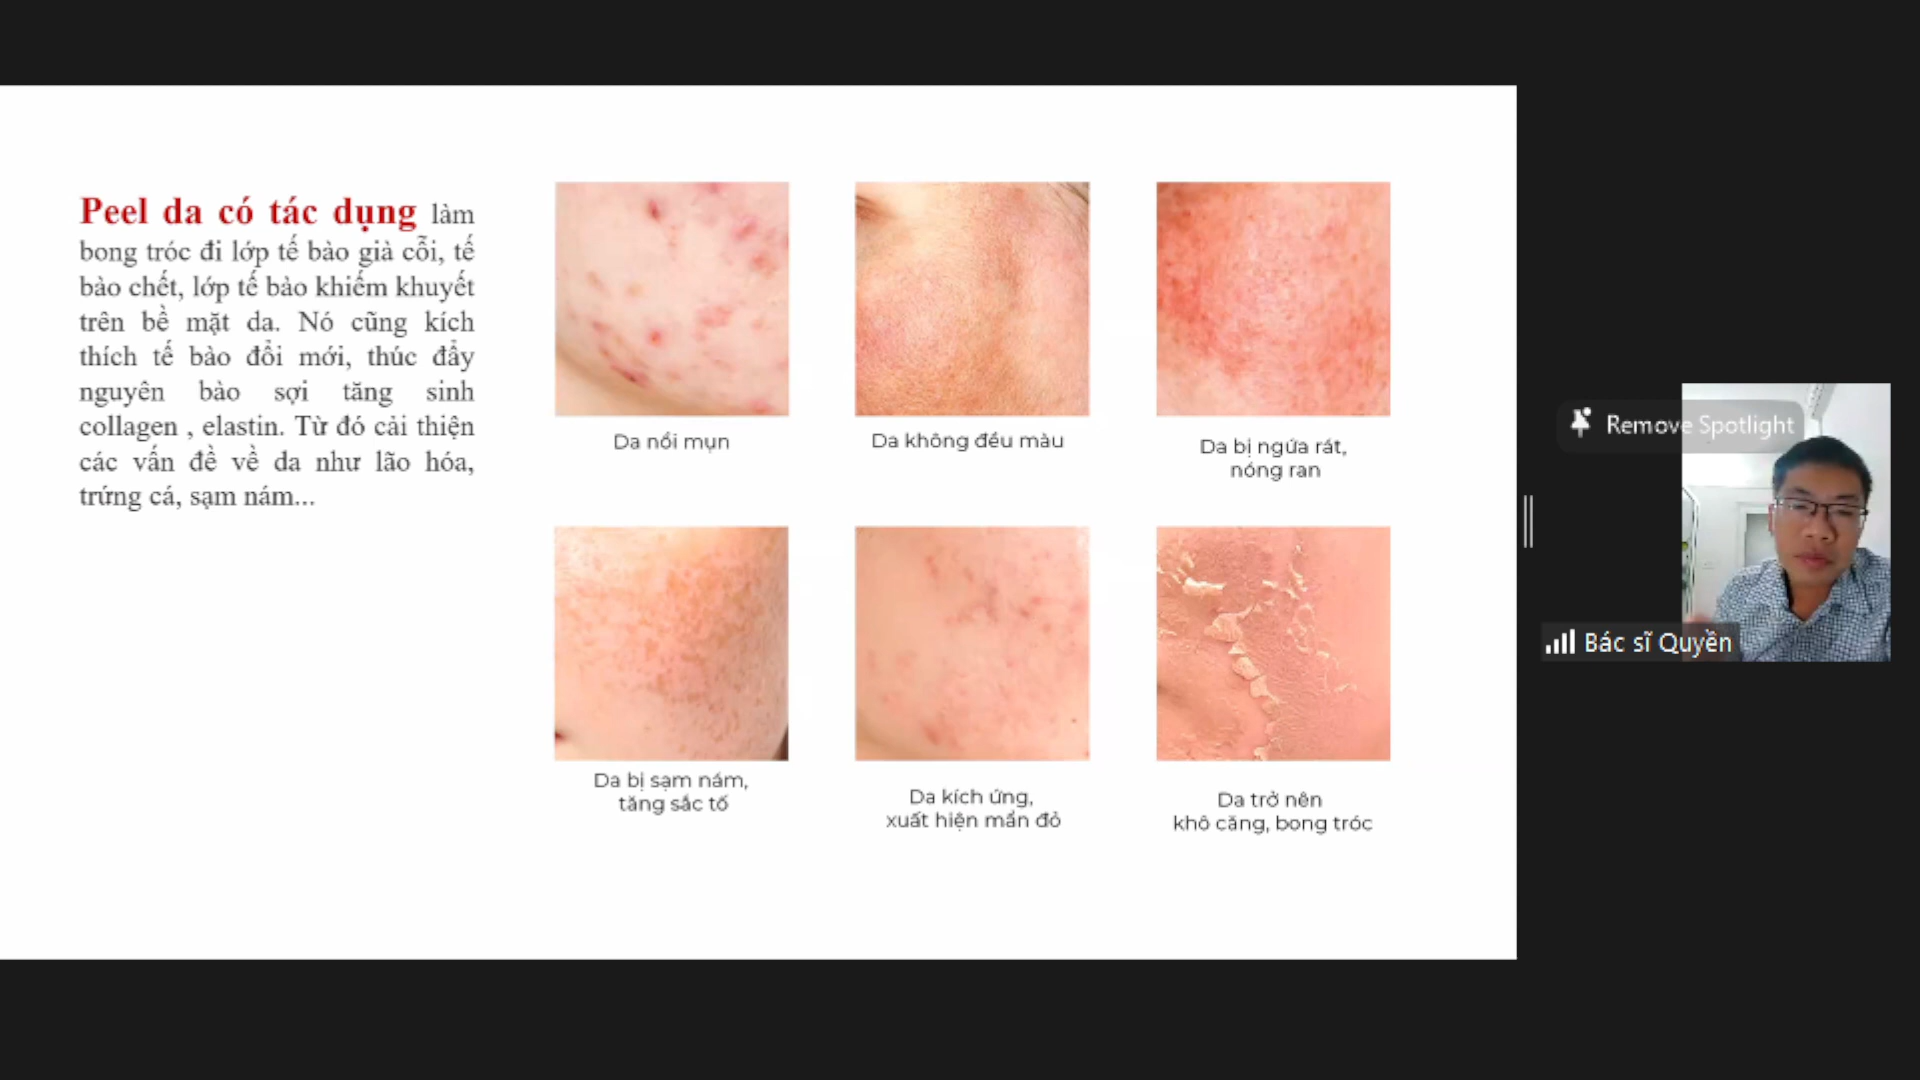 Peel da có tác dụng làm
bong tróc đi lớp tế bào già cỗi, tế
bào chết, lớp tế bào khiếm khuyết
trên bề mặt da. Nó cũng kích
thích tế bào đổi mới, thúc đẩy
nguyên bào sợi tăng sinh
collagen , elastin. Từ đó cải thiện
các vấn đề về da như lão hóa,
trứng cá, sạm nám...
Da nổi mụn
Da không đều màu
Da bị ngứa rát,
nóng ran
Da bị sạm nám,
tăng sắc tố
Da kích ứng,
xuất hiện mẩn đỏ
Da trở nên
khô căng, bong tróc
Remove Spotlight
Bác sĩ Quyền